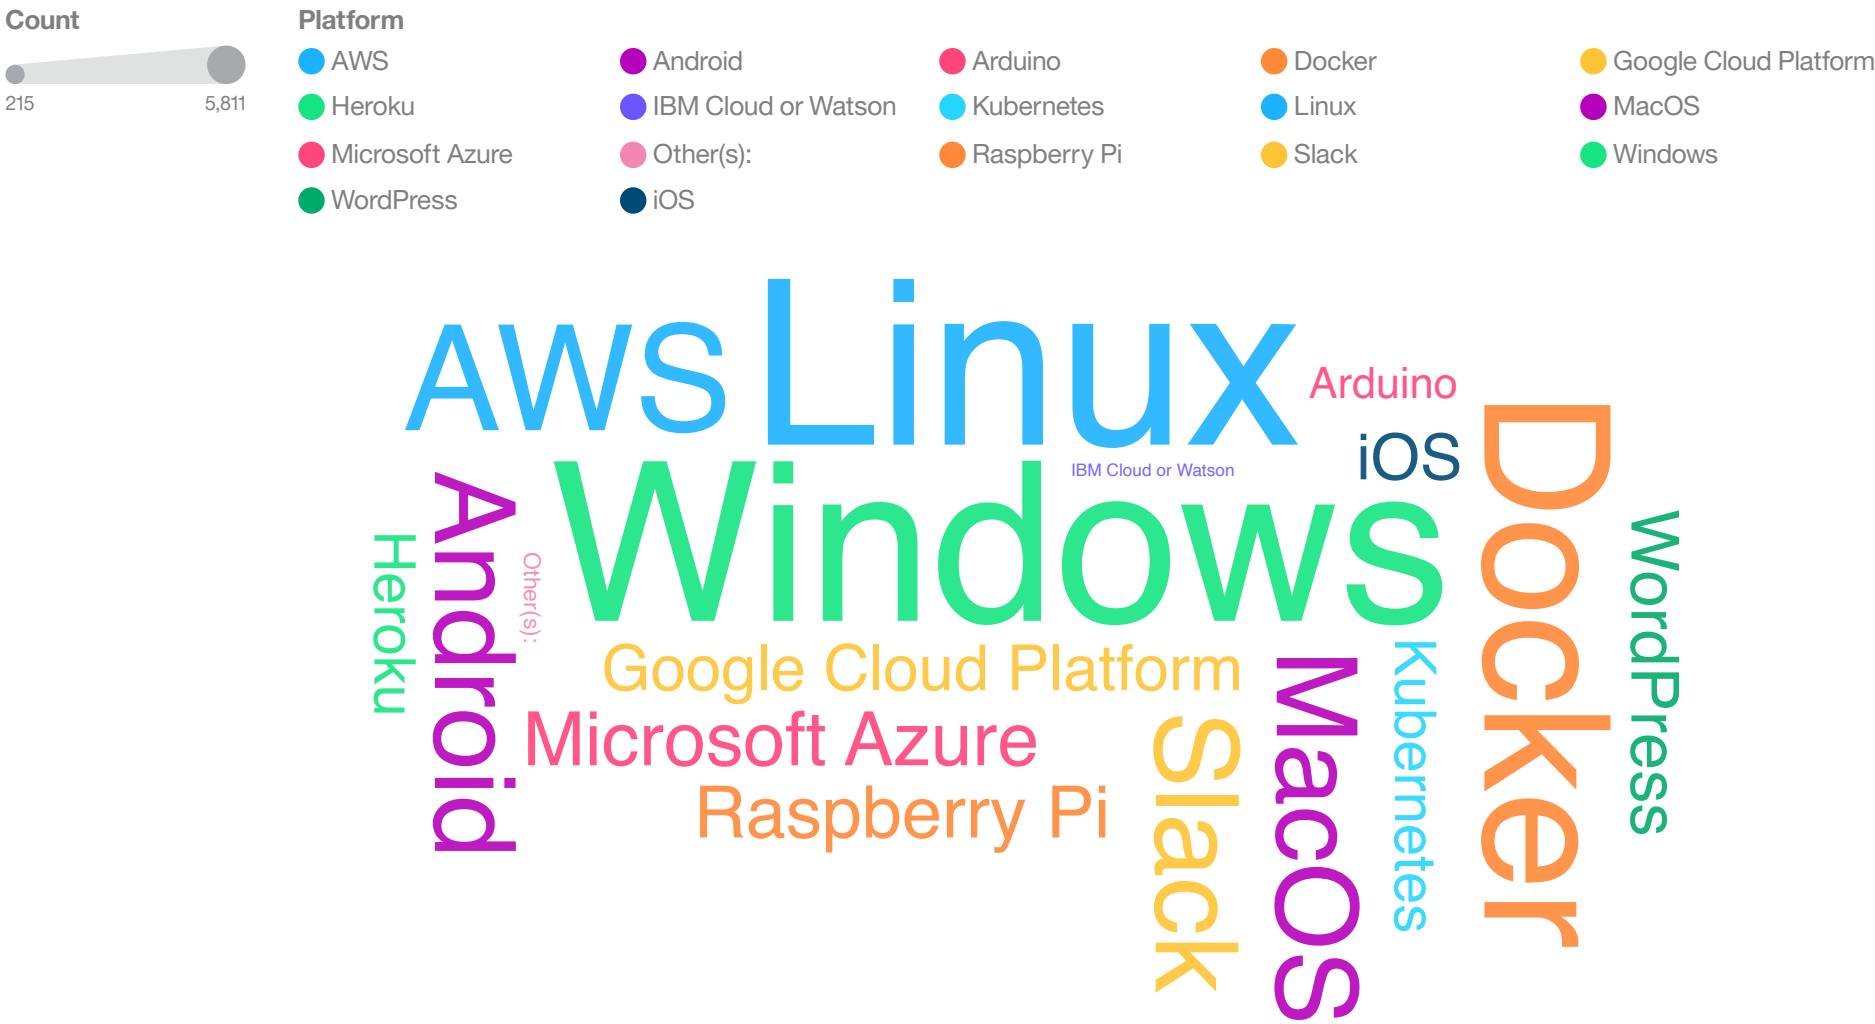 Count
215 5,811
Platform
AWS Android Arduino Docker Google Cloud Platform
Heroku IBM Cloud or Watson Kubernetes Linux MacOS
Microsoft Azure Other(s): Raspberry Pi Slack Windows
WordPress iOS
AWS
Linux
Arduino
iOS
IBM Cloud or Watson
Docker
WordPress
Windows
Android
Heroku
Other(s):
Google Cloud Platform
Microsoft Azure
Raspberry Pi
Slack
MacOS
Kubernetes